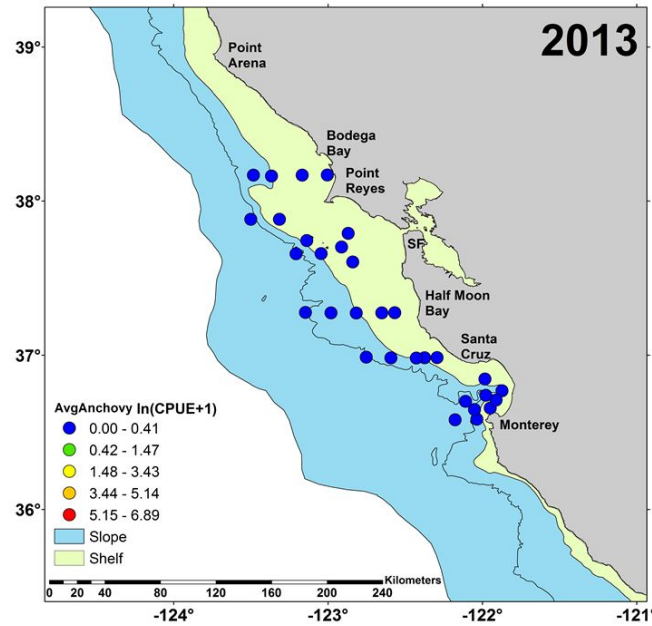 2013
39°
38°
37°
36°
Point
Arena
Bodega
Bay
Point
Reyes
SF
Half Moon
Bay
Santa
Cruz
Monterey
AvgAnchovy ln(CPUE+1)
0.00 - 0.41
0.42 - 1.47
1.48 - 3.43
3.44 - 5.14
5.15 - 6.89
Slope
Shelf
Kilometers
0 20 40 80 120 160 200 240
-124° -123° -122° -121°